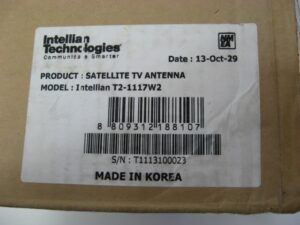 Intellian
Technologies
Communicate Smarter
Date : 13-Oct-29
PRODUCT : SATELLITE TV ANTENNA
MODEL : Intellian T2-1117W2
8 809312 188107
S/N : T1113100023
MADE IN KOREA